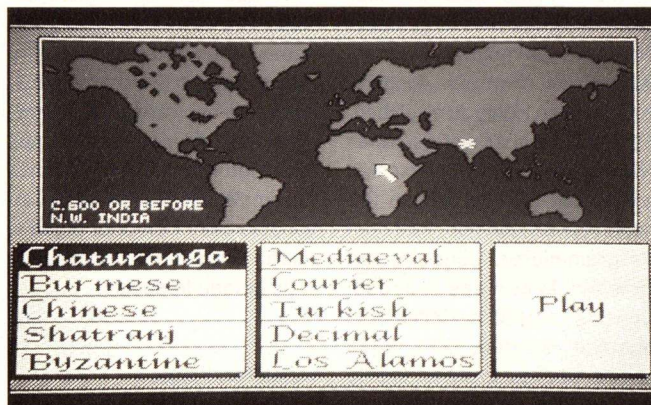 C.600 OR BEFORE
N.W. INDIA
Chaturanga
Burmese
Chinese
Shatranj
Byzantine
Mediaeval
Courier
Turkish
Decimal
Los Alamos
Play